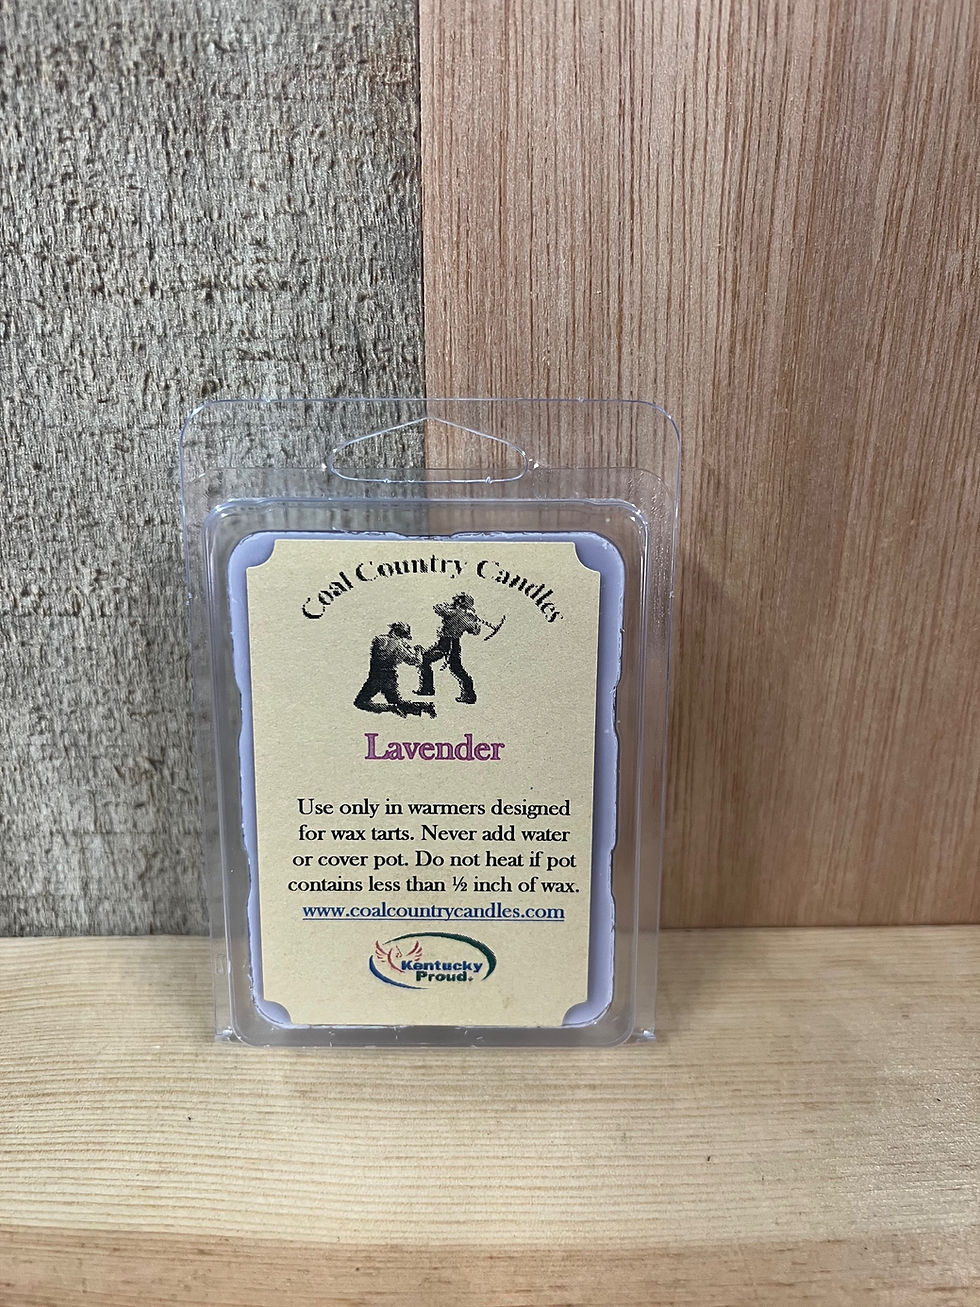 Coal Country Candles
Lavender
Use only in warmers designed
for wax tarts. Never add water
or cover pot. Do not heat if pot
contains less than ½ inch of wax.
www.coalcountrycandles.com
Kentucky
Proud.